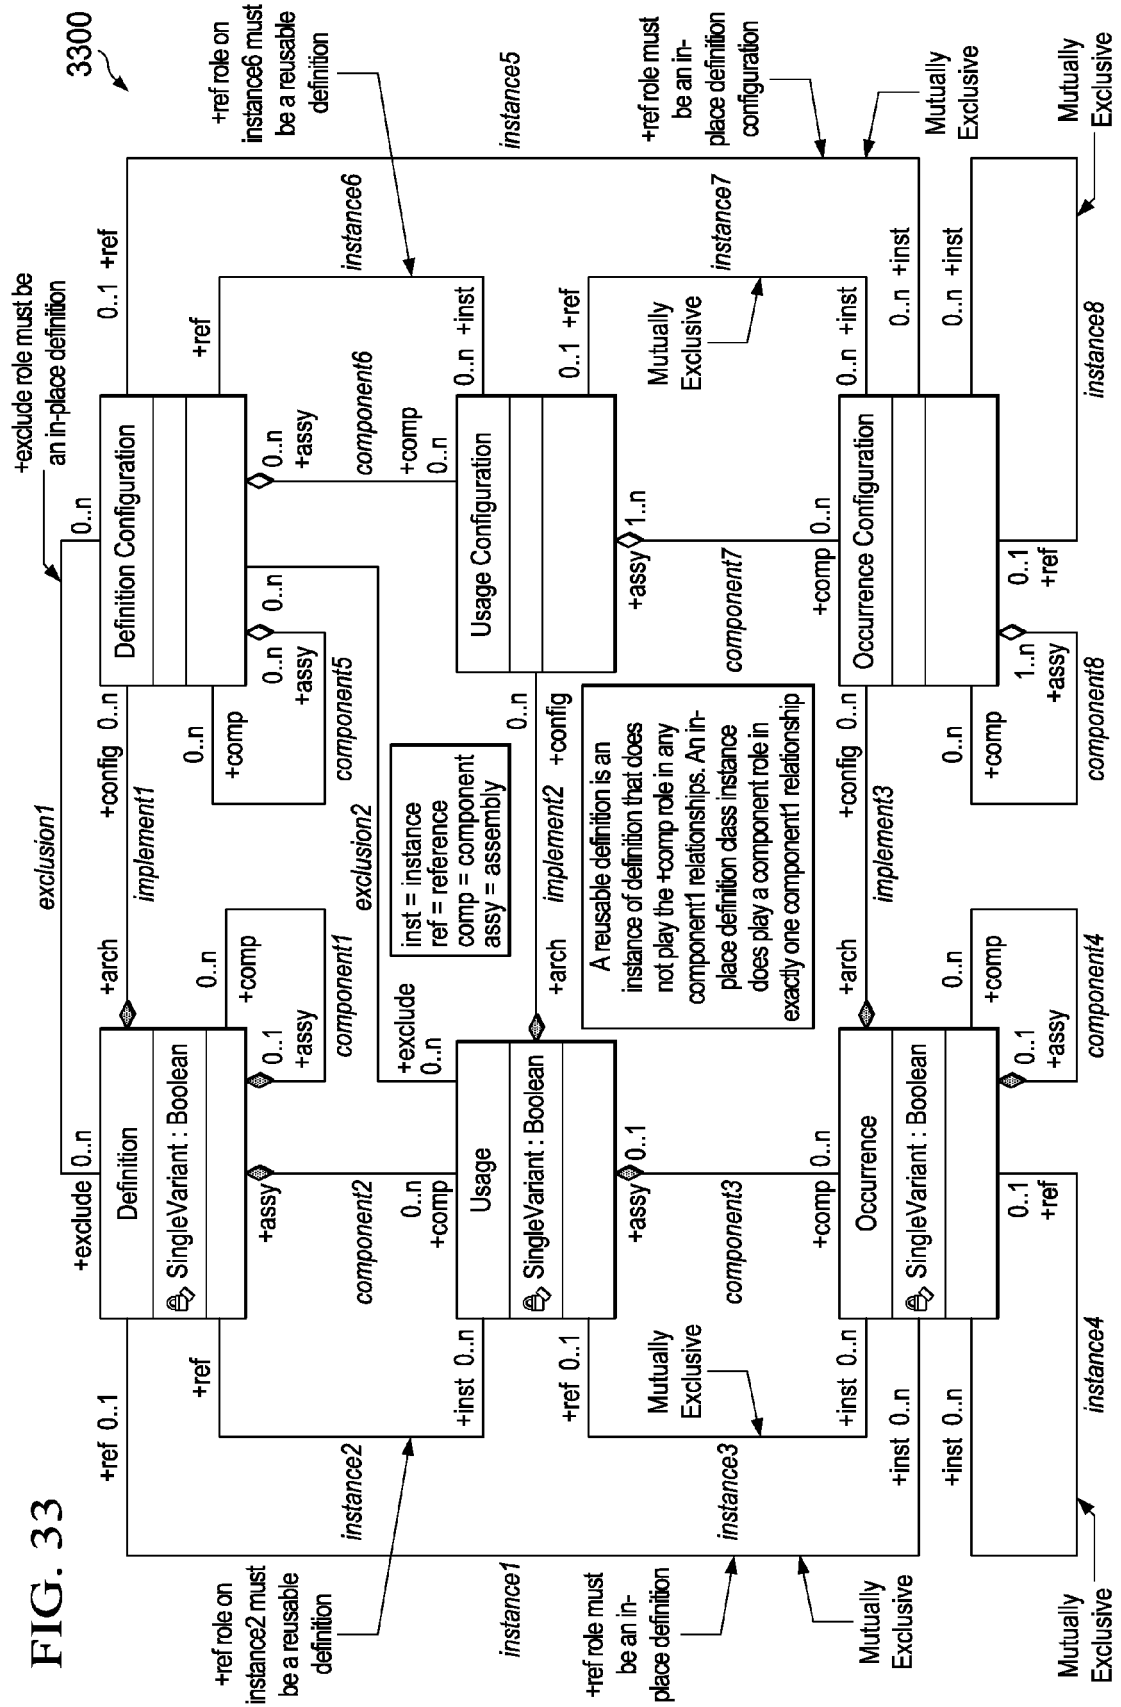 FIG. 33
3300
+exclude role must be
an in-place definition
exclusion1
+exclude 0..n
0..n
+ref 0..1
Definition
SingleVariant : Boolean
+arch
implement1
+config 0..n
Definition Configuration
0..1 +ref
+ref
+ref
0..n
+comp
0..1
+assy
component1
0..n
+comp
0..n
+assy
component5
0..n
exclusion2
+exclude
0..n
0..n
+assy
component6
+comp
0..n
+ref role on
instance6 must
be a reusable
definition
instance6
instance5
0..n +inst
+assy
component2
0..n
+comp
+ref role on
instance2 must
be a reusable
definition
instance2
instance1
+inst 0..n
inst = instance
ref = reference
comp = component
assy = assembly
Usage
SingleVariant : Boolean
+arch
implement2
+config
0..n
Usage Configuration
+ref 0..1
0..1 +ref
+assy
0..1
component3
+comp
0..n
A reusable definition is an
instance of definition that does
not play the +comp role in any
component1 relationships. An in-
place definition class instance
does play a component role in
exactly one component1 relationship
+assy
1..n
component7
+comp
0..n
Mutually
Exclusive
instance3
+ref role must
be an in-
place definition
Mutually
Exclusive
Mutually
Exclusive
instance7
+ref role must
be an in-
place definition
configuration
Mutually
Exclusive
+inst 0..n
+inst 0..n
+inst 0..n
Occurrence
SingleVariant : Boolean
+arch
implement3
+config 0..n
Occurrence Configuration
0..n +inst
0..n +inst
0..n +inst
0..1
+ref
instance4
Mutually
Exclusive
0..n
+comp
0..1
+assy
component4
0..n
+comp
1..n
+assy
component8
0..1
+ref
instance8
Mutually
Exclusive